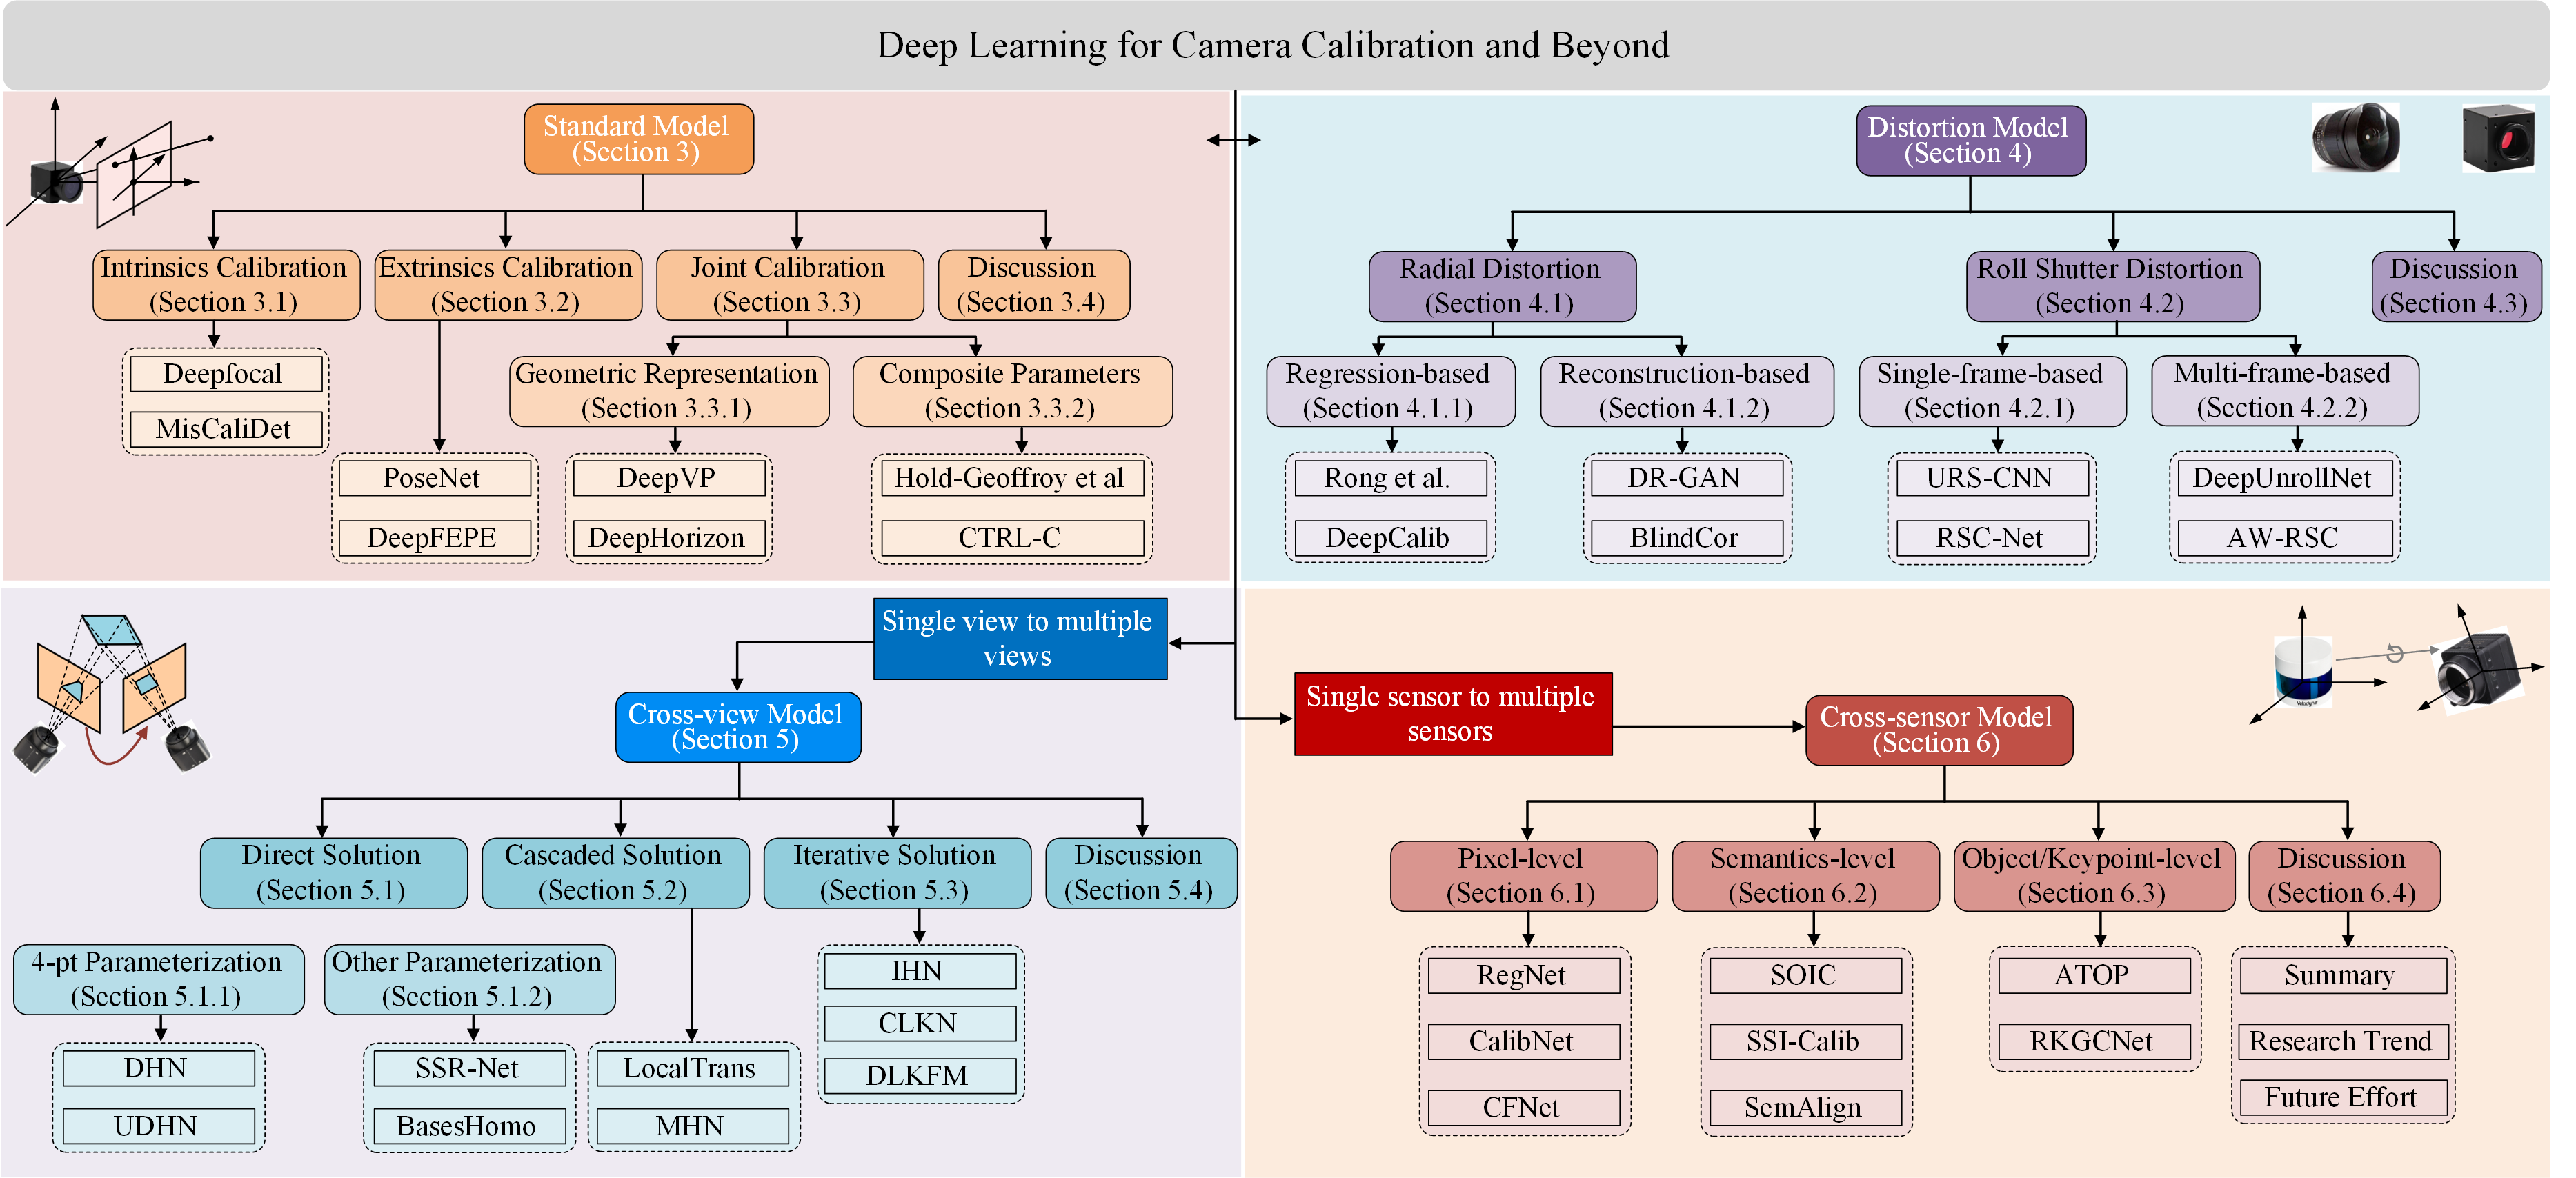 Deep Learning for Camera Calibration and Beyond
Standard Model
(Section 3)
Intrinsics Calibration
(Section 3.1)
Extrinsics Calibration
(Section 3.2)
Joint Calibration
(Section 3.3)
Discussion
(Section 3.4)
Deepfocal
MisCaliDet
Geometric Representation
(Section 3.3.1)
Composite Parameters
(Section 3.3.2)
PoseNet
DeepFEPE
DeepVP
DeepHorizon
Hold-Geoffroy et al
CTRL-C
Distortion Model
(Section 4)
Radial Distortion
(Section 4.1)
Roll Shutter Distortion
(Section 4.2)
Discussion
(Section 4.3)
Regression-based
(Section 4.1.1)
Reconstruction-based
(Section 4.1.2)
Single-frame-based
(Section 4.2.1)
Multi-frame-based
(Section 4.2.2)
Rong et al.
DeepCalib
DR-GAN
BlindCor
URS-CNN
RSC-Net
DeepUnrollNet
AW-RSC
Single view to multiple
views
Cross-view Model
(Section 5)
Direct Solution
(Section 5.1)
Cascaded Solution
(Section 5.2)
Iterative Solution
(Section 5.3)
Discussion
(Section 5.4)
4-pt Parameterization
(Section 5.1.1)
Other Parameterization
(Section 5.1.2)
DHN
UDHN
SSR-Net
BasesHomo
LocalTrans
MHN
IHN
CLKN
DLKFM
Single sensor to multiple
sensors
Velodyne
Cross-sensor Model
(Section 6)
Pixel-level
(Section 6.1)
Semantics-level
(Section 6.2)
Object/Keypoint-level
(Section 6.3)
Discussion
(Section 6.4)
RegNet
CalibNet
CFNet
SOIC
SSI-Calib
SemAlign
ATOP
RKGCNet
Summary
Research Trend
Future Effort